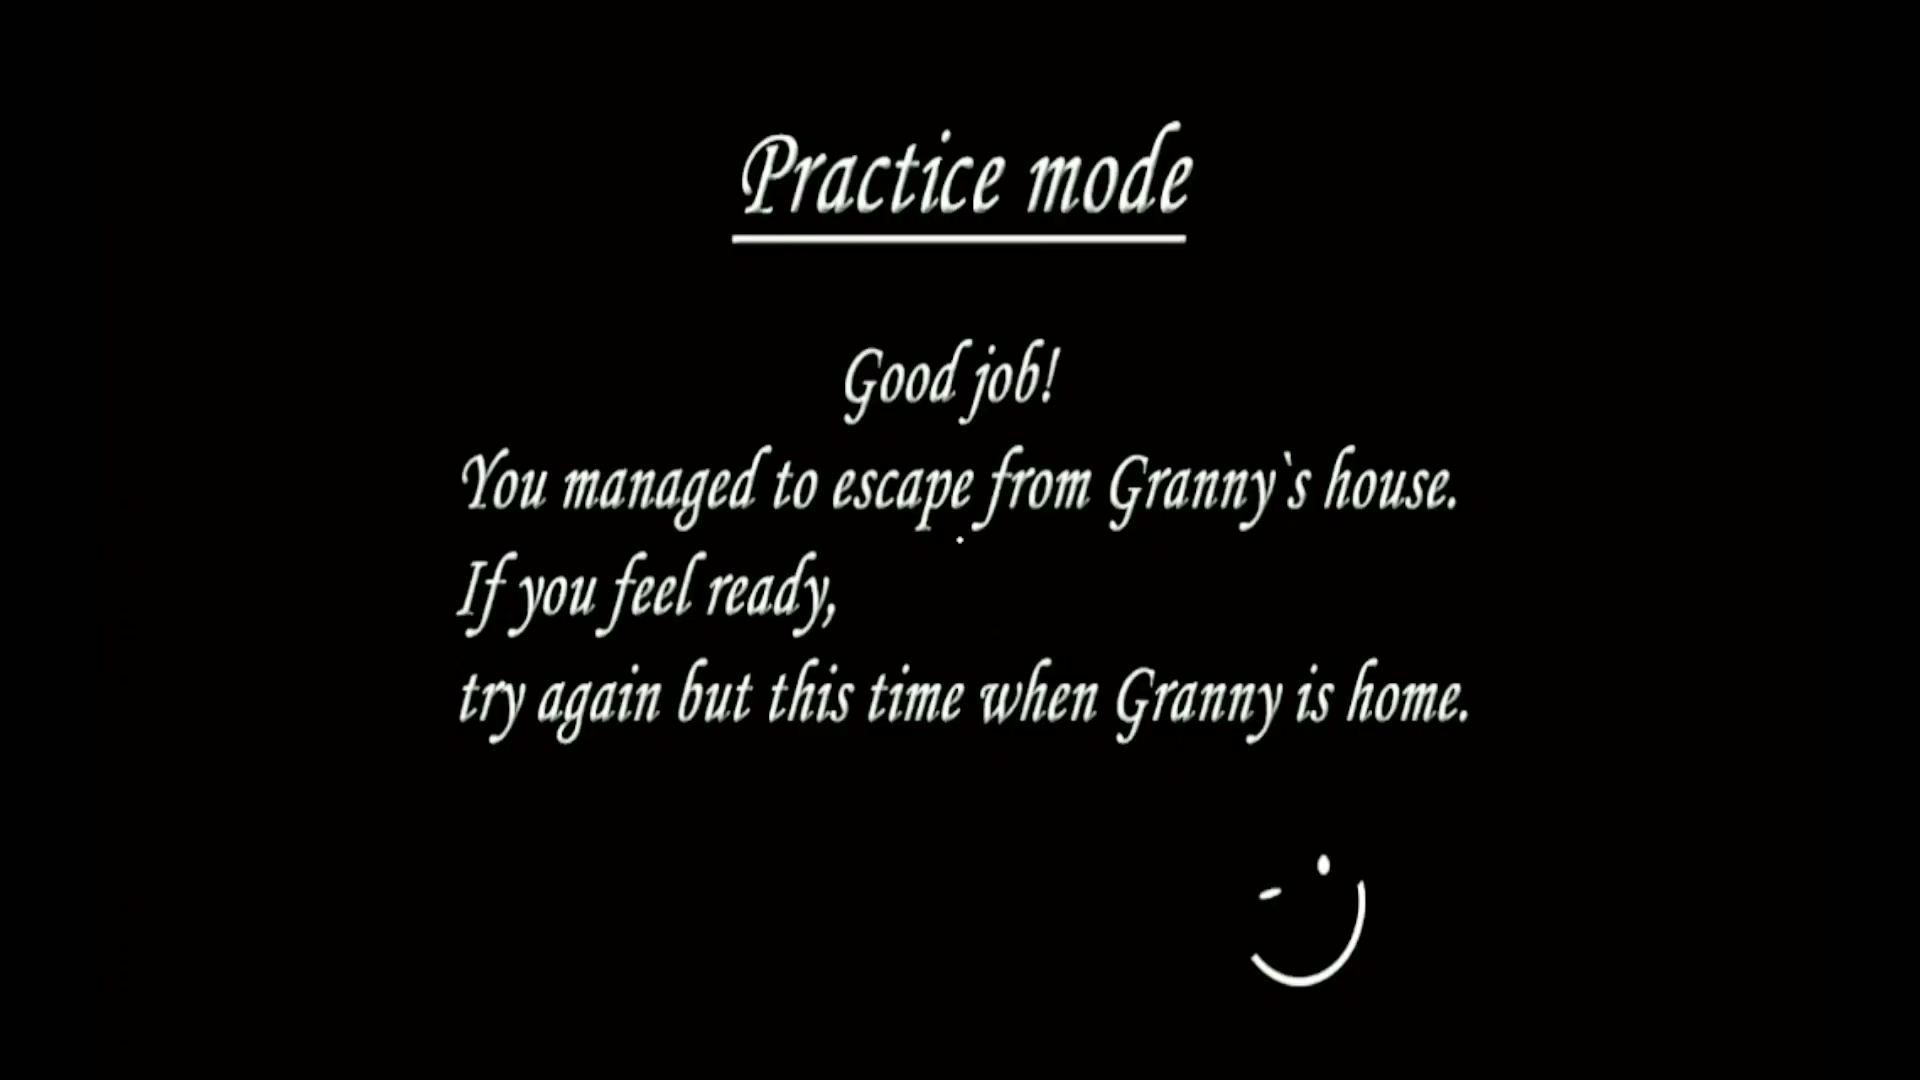 Practice mode
Good job!
You managed to escape from Granny`s house.
If you feel ready,
try again but this time when Granny is home.